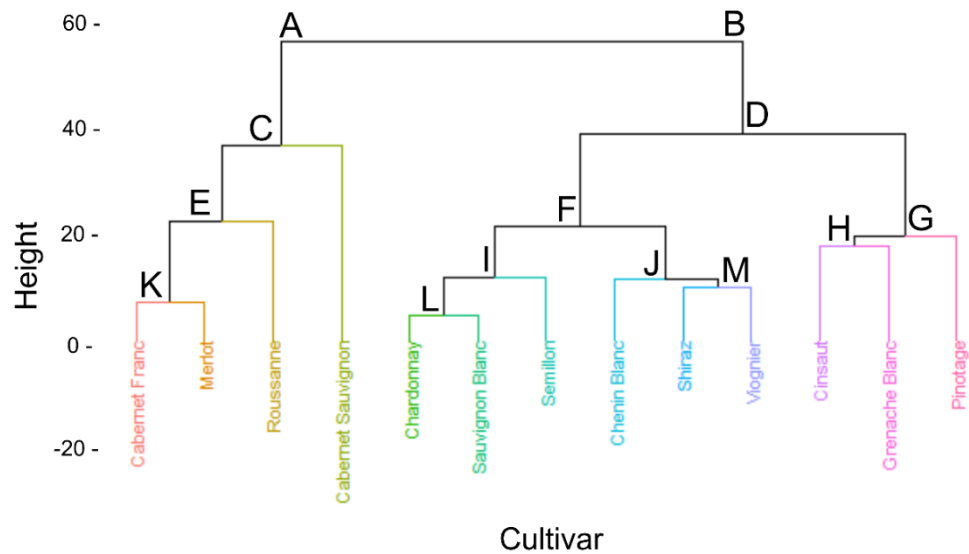 60 -
A
B
40 -
C
D
E
F
20 -
H
G
I
J
M
K
L
Height
0 -
-20 -
Cabernet Franc
Merlot
Roussanne
Cabernet Sauvignon
Chardonnay
Sauvignon Blanc
Semillon
Chenin Blanc
Shiraz
Viognier
Cinsaut
Grenache Blanc
Pinotage
Cultivar